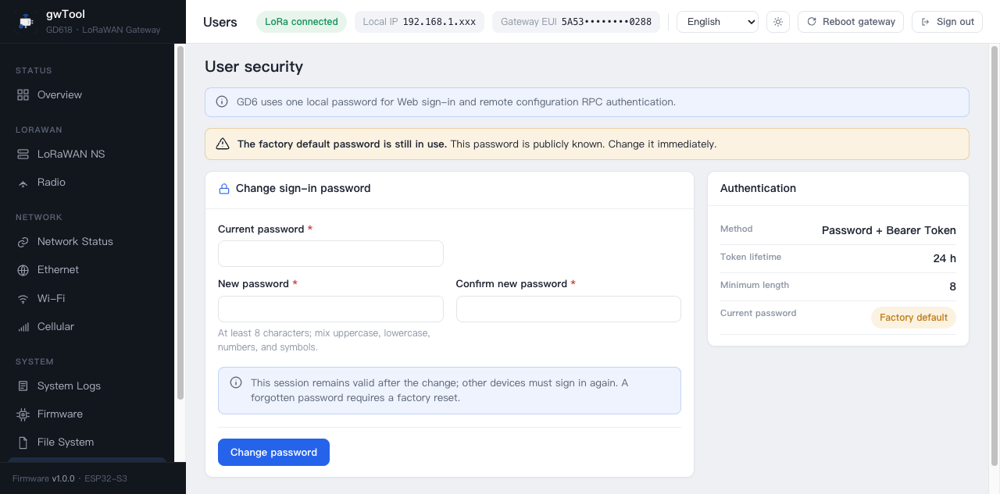 gwTool
GD618 · LoRaWAN Gateway
Users
LoRa connected
Local IP 192.168.1.xxx
Gateway EUI 5A53••••••••0288
English
Reboot gateway
Sign out
STATUS
Overview
LORAWAN
LoRaWAN NS
Radio
NETWORK
Network Status
Ethernet
Wi-Fi
Cellular
SYSTEM
System Logs
Firmware
File System
Firmware v1.0.0 · ESP32-S3
User security
GD6 uses one local password for Web sign-in and remote configuration RPC authentication.
The factory default password is still in use. This password is publicly known. Change it immediately.
Change sign-in password
Current password *
New password *
Confirm new password *
At least 8 characters; mix uppercase, lowercase,
numbers, and symbols.
This session remains valid after the change; other devices must sign in again. A
forgotten password requires a factory reset.
Change password
Authentication
Method Password + Bearer Token
Token lifetime 24 h
Minimum length 8
Current password Factory default